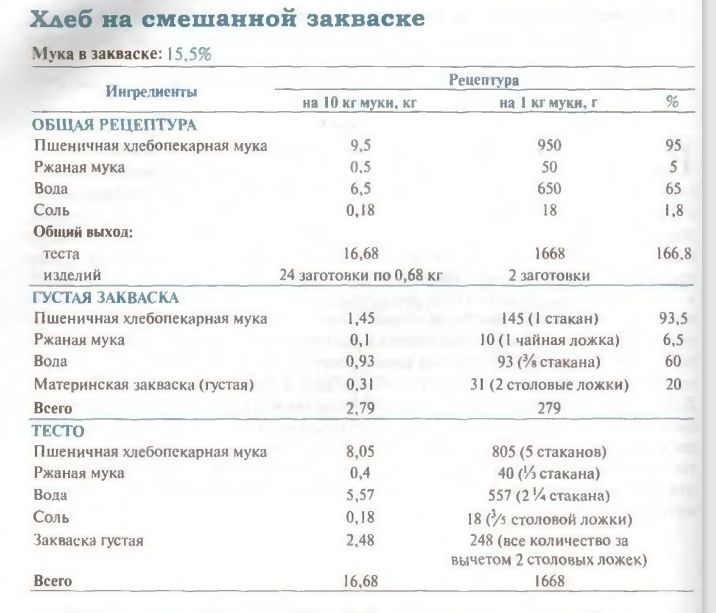 Хлеб на смешанной закваске
Мука в закваске: 15,5%
Ингредиенты
Рецептура
на 10 кг муки, кг на 1 кг муки, г %
ОБЩАЯ РЕЦЕПТУРА
Пшеничная хлебопекарная мука 9,5 950 95
Ржаная мука 0,5 50 5
Вода 6,5 650 65
Соль 0,18 18 1,8
Общий выход:
теста 16,68 1668 166,8
изделий 24 заготовки по 0,68 кг 2 заготовки
ГУСТАЯ ЗАКВАСКА
Пшеничная хлебопекарная мука 1,45 145 (1 стакан) 93,5
Ржаная мука 0,1 10 (1 чайная ложка) 6,5
Вода 0,93 93 (⅜ стакана) 60
Материнская закваска (густая) 0,31 31 (2 столовые ложки) 20
Всего 2,79 279
ТЕСТО
Пшеничная хлебопекарная мука 8,05 805 (5 стаканов)
Ржаная мука 0,4 40 (⅓ стакана)
Вода 5,57 557 (2 ¼ стакана)
Соль 0,18 18 (⅗ столовой ложки)
Закваска густая 2,48 248 (все количество за
вычетом 2 столовых ложек)
Всего 16,68 1668